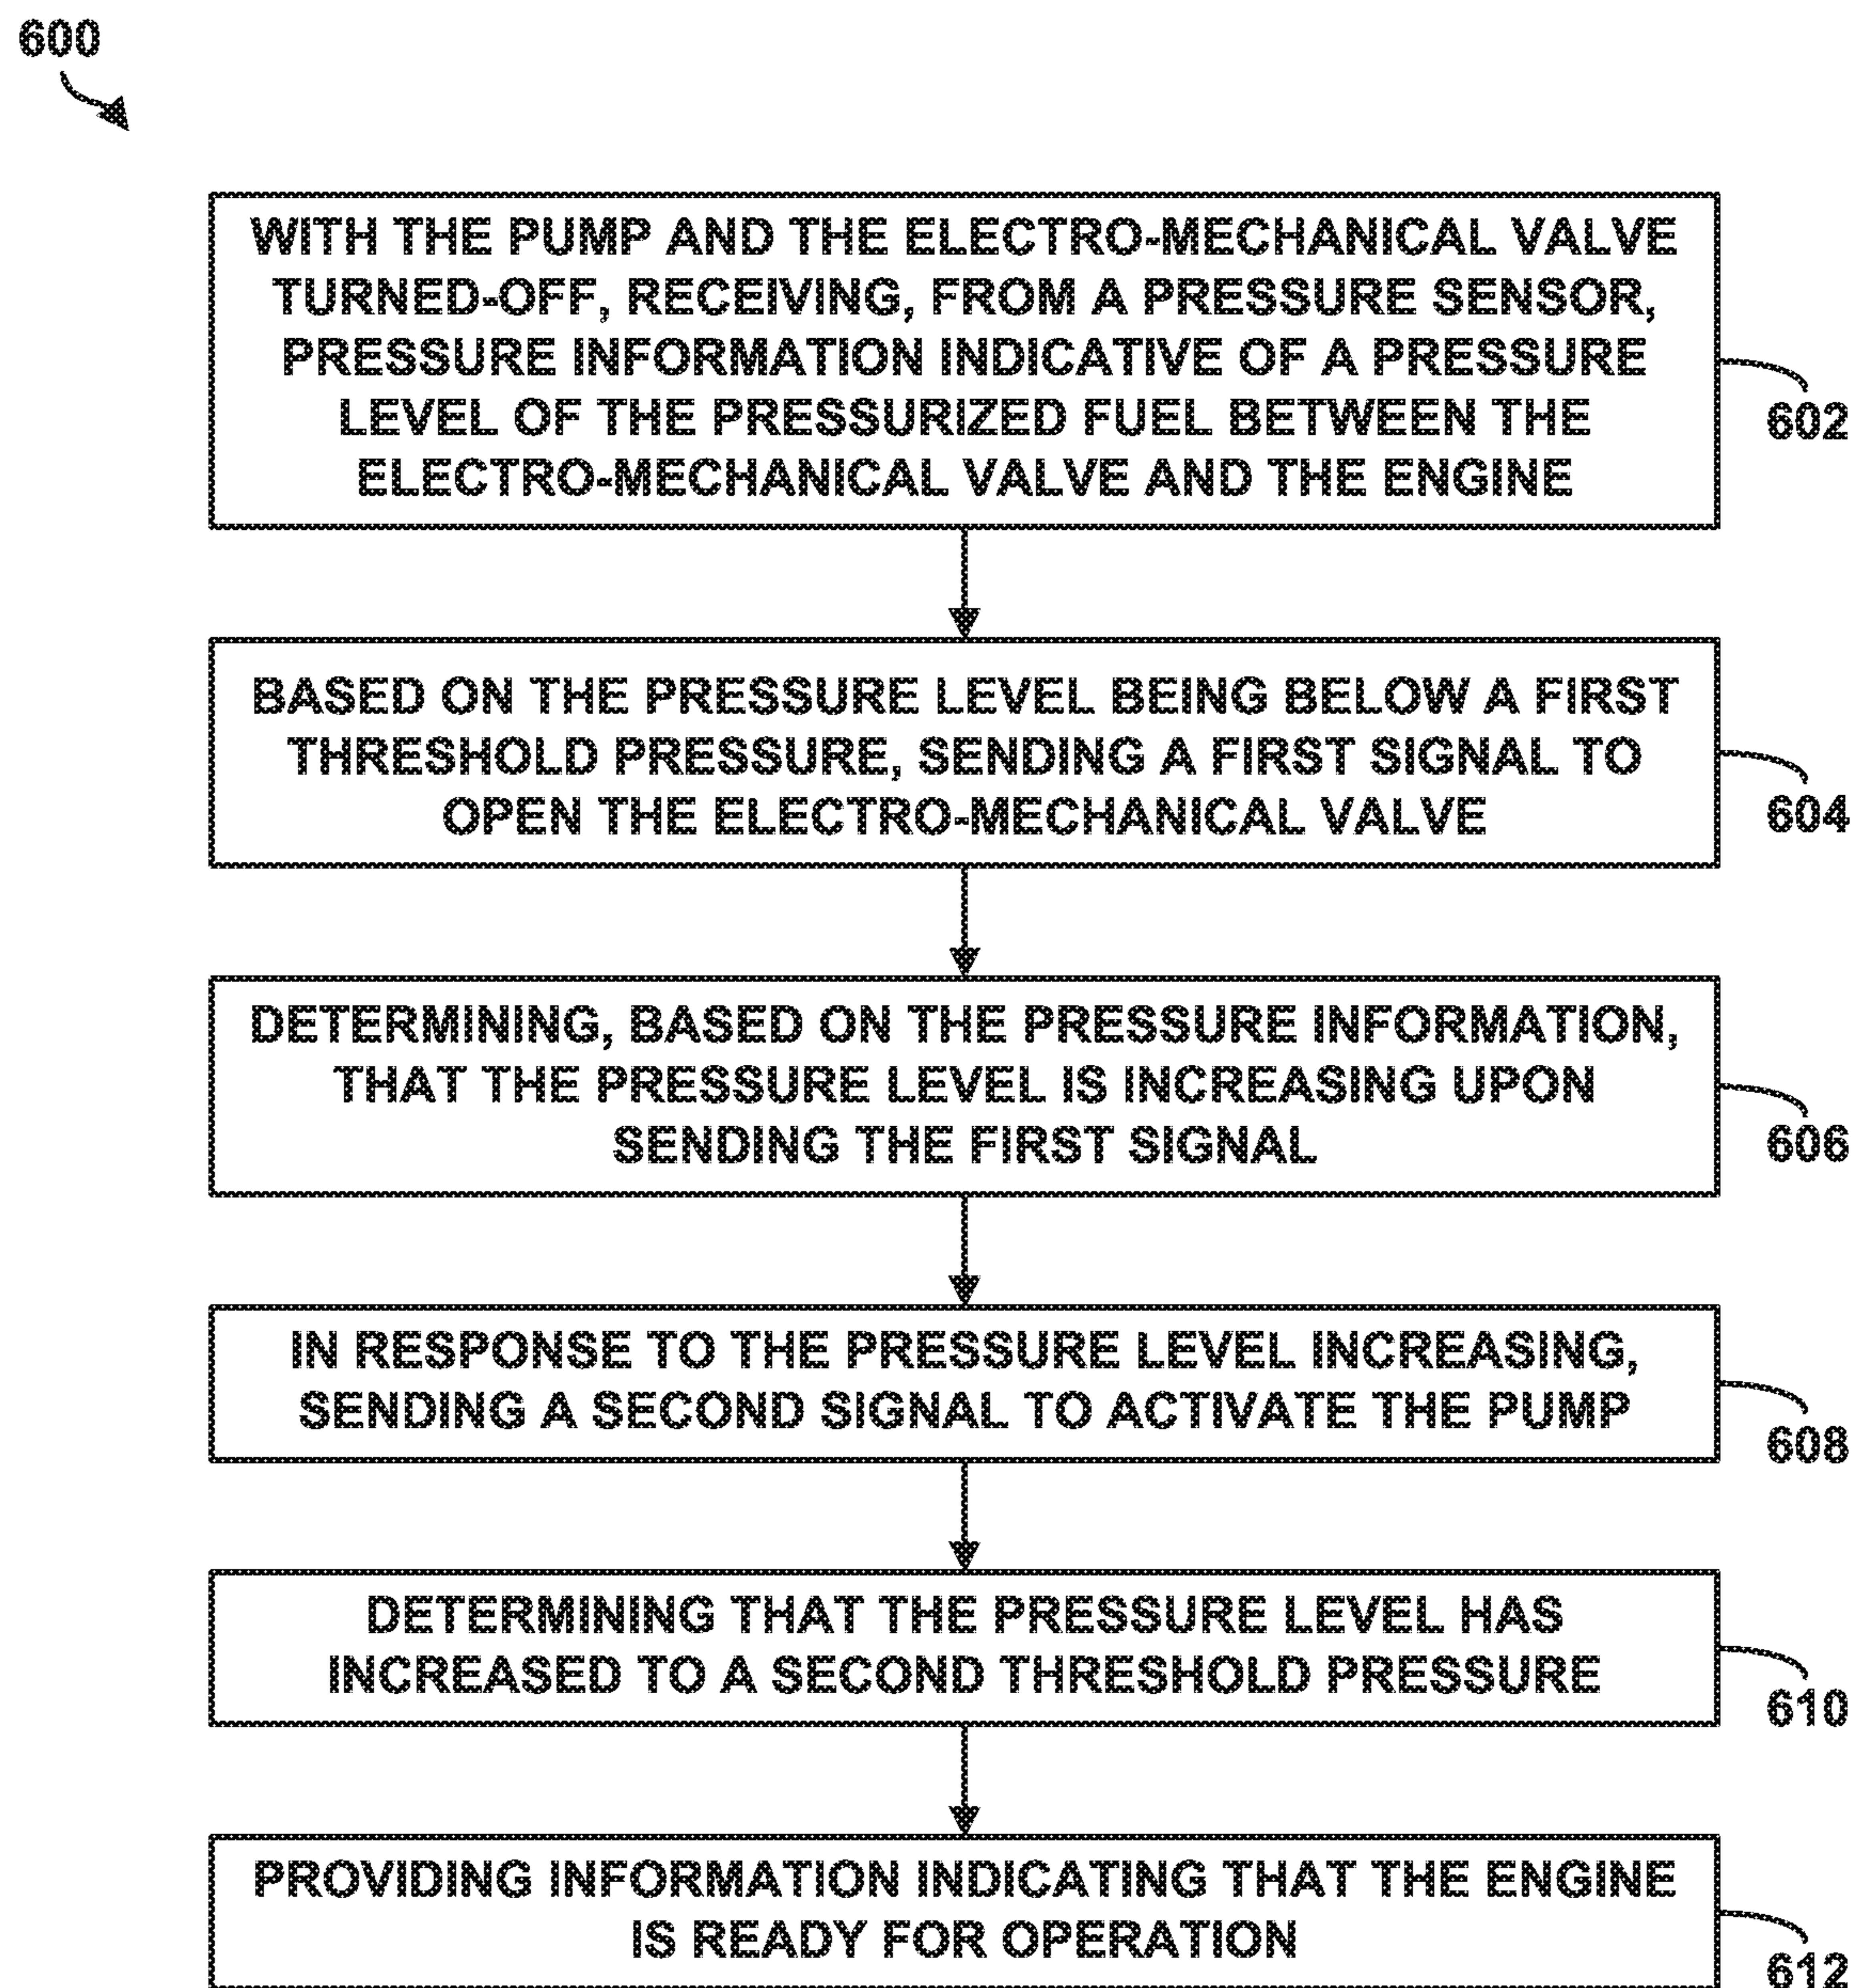 600
WITH THE PUMP AND THE ELECTRO-MECHANICAL VALVE
TURNED-OFF, RECEIVING, FROM A PRESSURE SENSOR,
PRESSURE INFORMATION INDICATIVE OF A PRESSURE
LEVEL OF THE PRESSURIZED FUEL BETWEEN THE
ELECTRO-MECHANICAL VALVE AND THE ENGINE
602
BASED ON THE PRESSURE LEVEL BEING BELOW A FIRST
THRESHOLD PRESSURE, SENDING A FIRST SIGNAL TO
OPEN THE ELECTRO-MECHANICAL VALVE
604
DETERMINING, BASED ON THE PRESSURE INFORMATION,
THAT THE PRESSURE LEVEL IS INCREASING UPON
SENDING THE FIRST SIGNAL
606
IN RESPONSE TO THE PRESSURE LEVEL INCREASING,
SENDING A SECOND SIGNAL TO ACTIVATE THE PUMP
608
DETERMINING THAT THE PRESSURE LEVEL HAS
INCREASED TO A SECOND THRESHOLD PRESSURE
610
PROVIDING INFORMATION INDICATING THAT THE ENGINE
IS READY FOR OPERATION
612